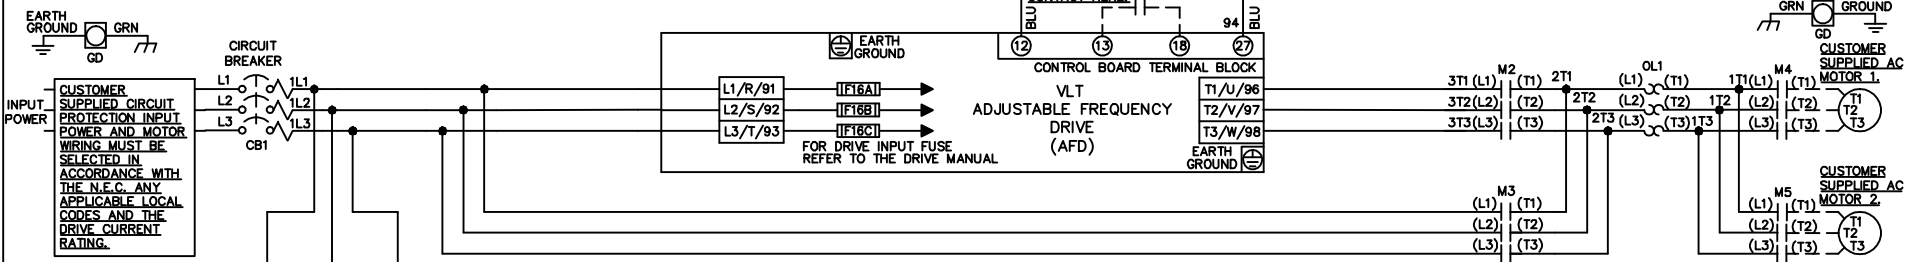 EARTH
GROUND
GRN
GD
CIRCUIT
BREAKER
L1
L2
L3
1L1
1L2
1L3
CB1
INPUT
POWER
CUSTOMER
SUPPLIED CIRCUIT
PROTECTION INPUT
POWER AND MOTOR
WIRING MUST BE
SELECTED IN
ACCORDANCE WITH
THE N.E.C. ANY
APPLICABLE LOCAL
CODES AND THE
DRIVE CURRENT
RATING.
BLU
94
BLU
EARTH
GROUND
12
13
18
27
CONTROL BOARD TERMINAL BLOCK
L1/R/91
L2/S/92
L3/T/93
F16A
F16B
F16C
FOR DRIVE INPUT FUSE
REFER TO THE DRIVE MANUAL
VLT
ADJUSTABLE FREQUENCY
DRIVE
(AFD)
T1/U/96
T2/V/97
T3/W/98
EARTH
GROUND
M2
3T1 (L1) (T1) 2T1
3T2 (L2) (T2) 2T2
3T3 (L3) (T3) 2T3
OL1
(L1) (T1) 1T1
(L2) (T2) 1T2
(L3) (T3) 1T3
M4
(L1) (T1)
(L2) (T2)
(L3) (T3)
GRN
GROUND
GD
CUSTOMER
SUPPLIED AC
MOTOR 1.
T1
T2
T3
M3
(L1) (T1)
(L2) (T2)
(L3) (T3)
M5
(L1) (T1)
(L2) (T2)
(L3) (T3)
CUSTOMER
SUPPLIED AC
MOTOR 2.
T1
T2
T3